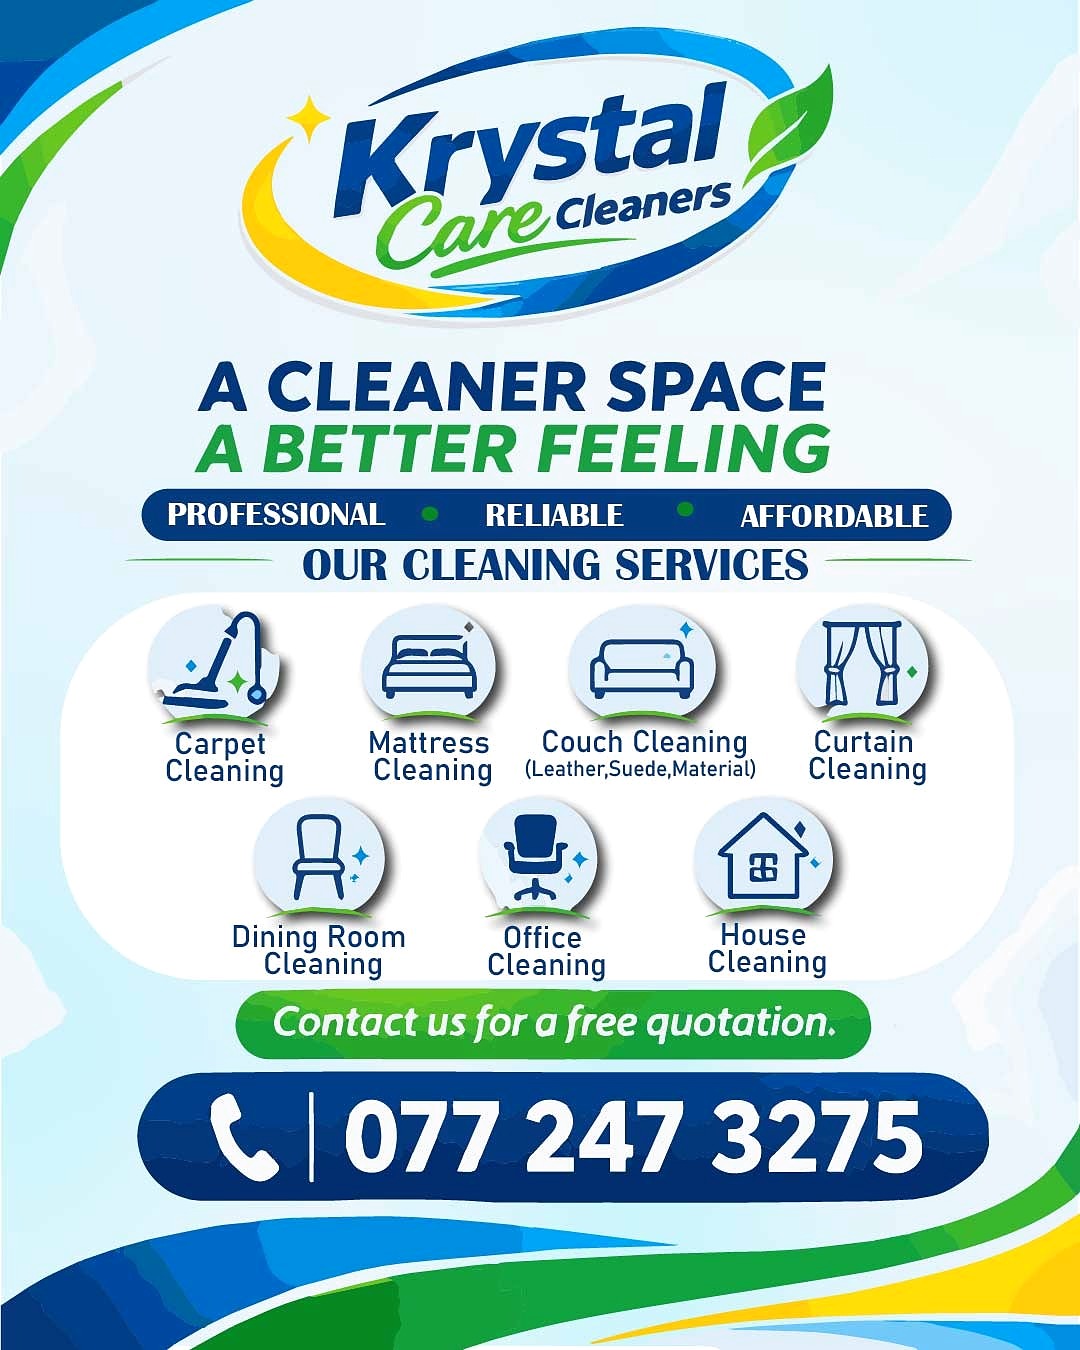 Krystal
Care Cleaners
A CLEANER SPACE
A BETTER FEELING
PROFESSIONAL • RELIABLE • AFFORDABLE
OUR CLEANING SERVICES
Carpet
Cleaning
Mattress
Cleaning
Couch Cleaning
(Leather,Suede,Material)
Curtain
Cleaning
Dining Room
Cleaning
Office
Cleaning
House
Cleaning
Contact us for a free quotation.
077 247 3275